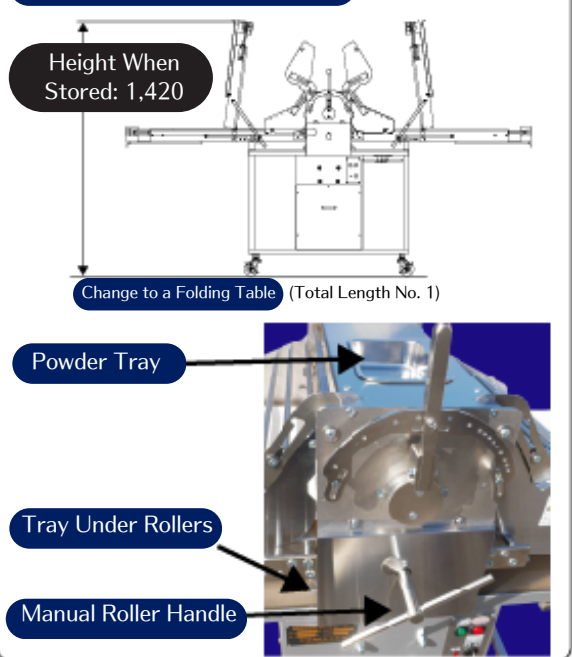 Height When
Stored: 1,420
Change to a Folding Table (Total Length No. 1)
Powder Tray
Tray Under Rollers
Manual Roller Handle